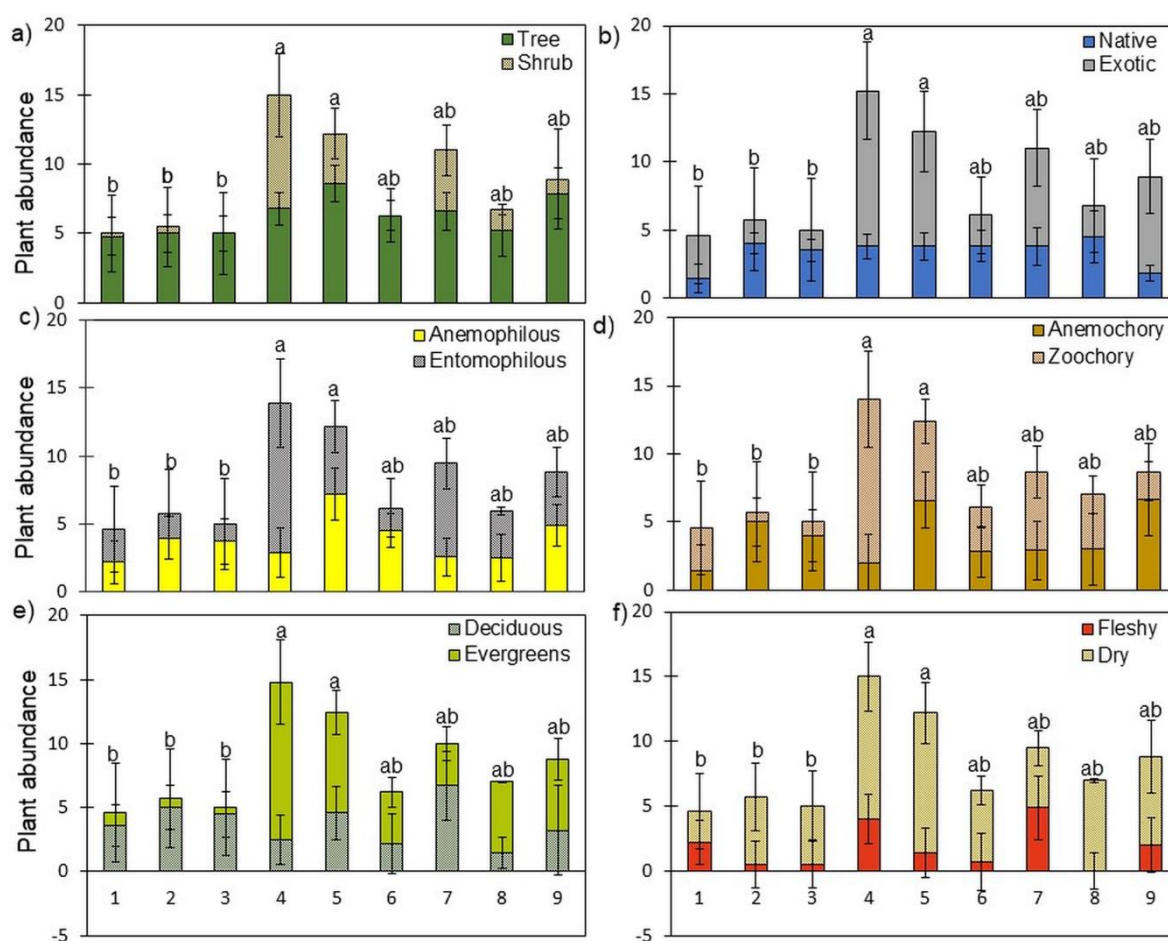 a)
20
15
10
5
0
Plant abundance
Tree
Shrub
b b b a a ab ab ab ab
b)
20
15
10
5
0
Native
Exotic
b b b a a ab ab ab ab
c)
20
15
10
5
0
Plant abundance
Anemophilous
Entomophilous
b b b a a ab ab ab ab
d)
20
15
10
5
0
Anemochory
Zoochory
b b b a a ab ab ab ab
e)
20
15
10
5
0
-5
Plant abundance
Deciduous
Evergreens
b b b a a ab ab ab ab
1 2 3 4 5 6 7 8 9
f)
20
15
10
5
0
-5
Fleshy
Dry
b b b a a ab ab ab ab
1 2 3 4 5 6 7 8 9